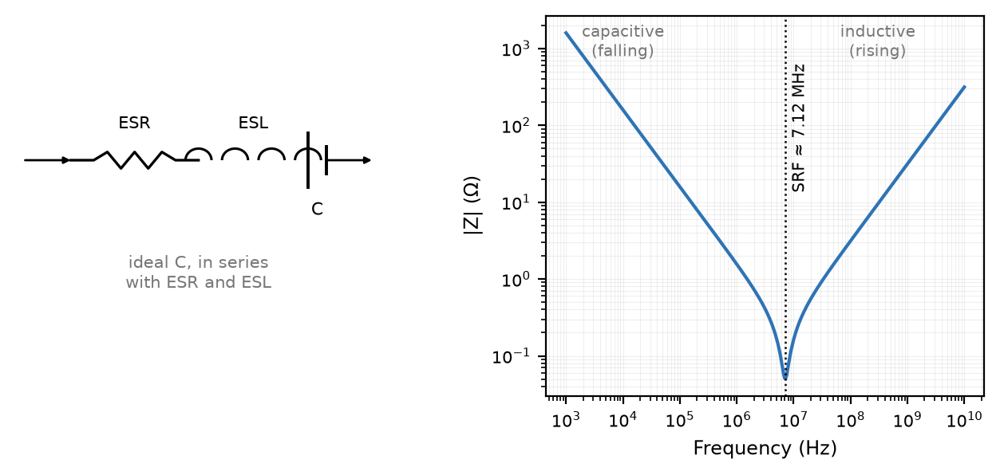 ESR
ESL
C
ideal C, in series
with ESR and ESL
capacitive
(falling)
inductive
(rising)
SRF ≈ 7.12 MHz
|Z| (Ω)
10³
10²
10¹
10⁰
10⁻¹
10³ 10⁴ 10⁵ 10⁶ 10⁷ 10⁸ 10⁹ 10¹⁰
Frequency (Hz)